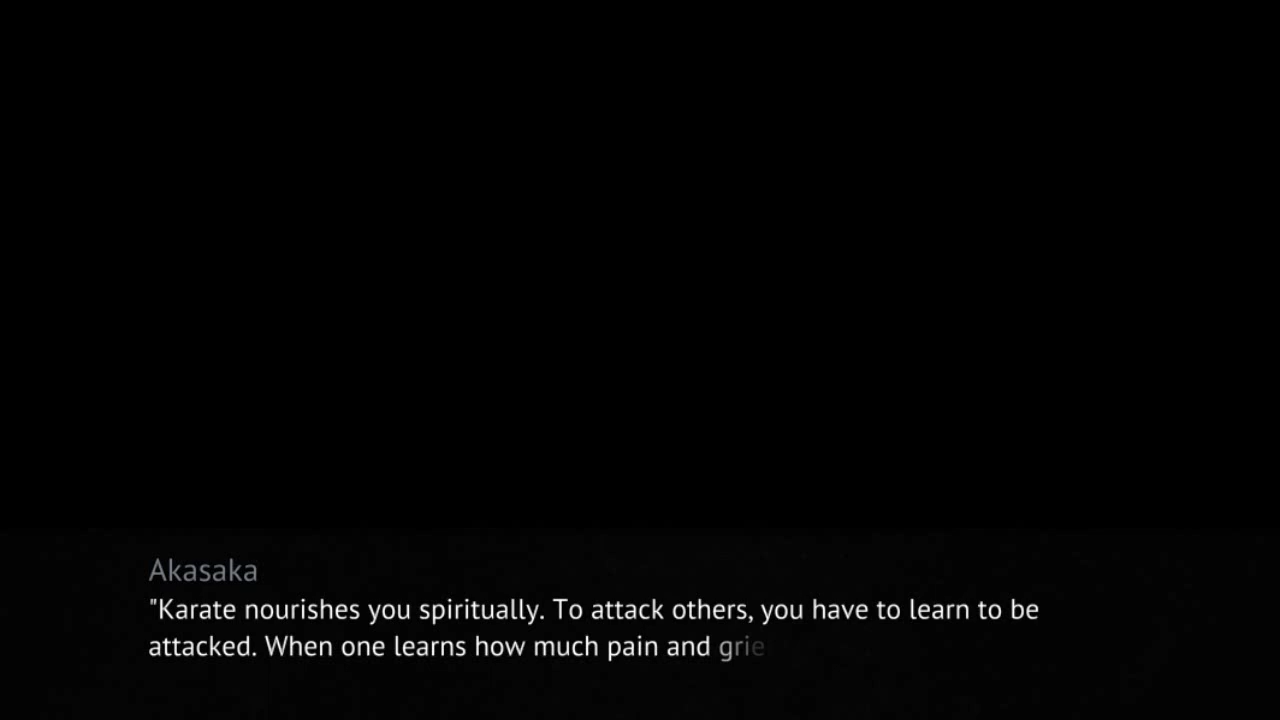 Akasaka
"Karate nourishes you spiritually. To attack others, you have to learn to be
attacked. When one learns how much pain and grie